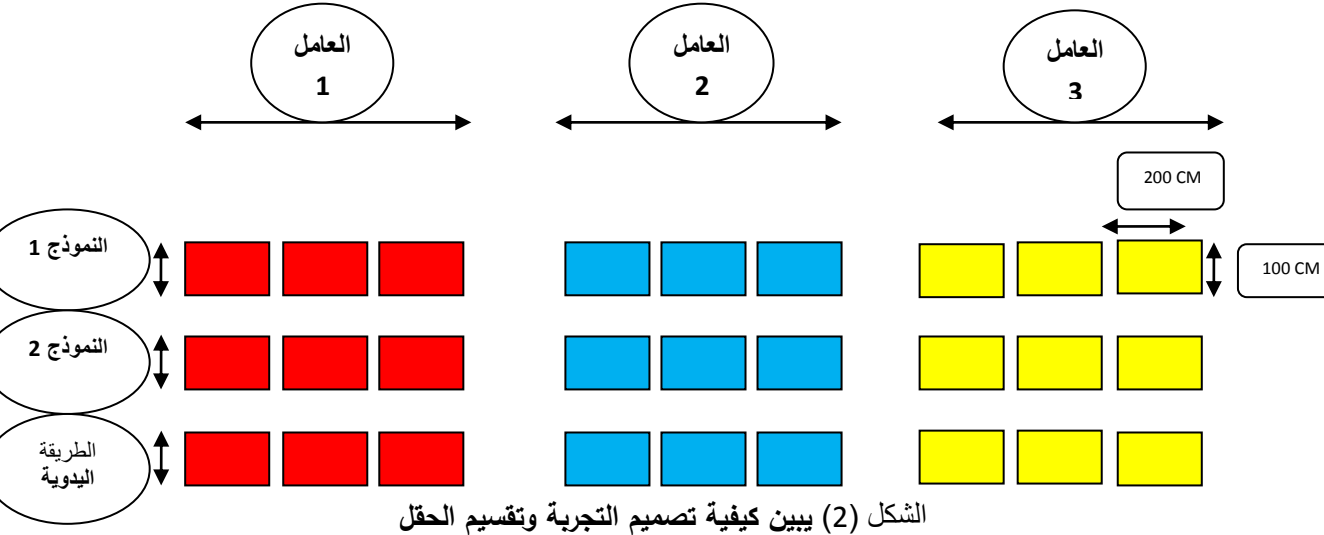 العامل
1
العامل
2
العامل
3
200 CM
100 CM
النموذج 1
النموذج 2
الطريقة
اليدوية
الشكل (2) يبين كيفية تصميم التجربة وتقسيم الحقل